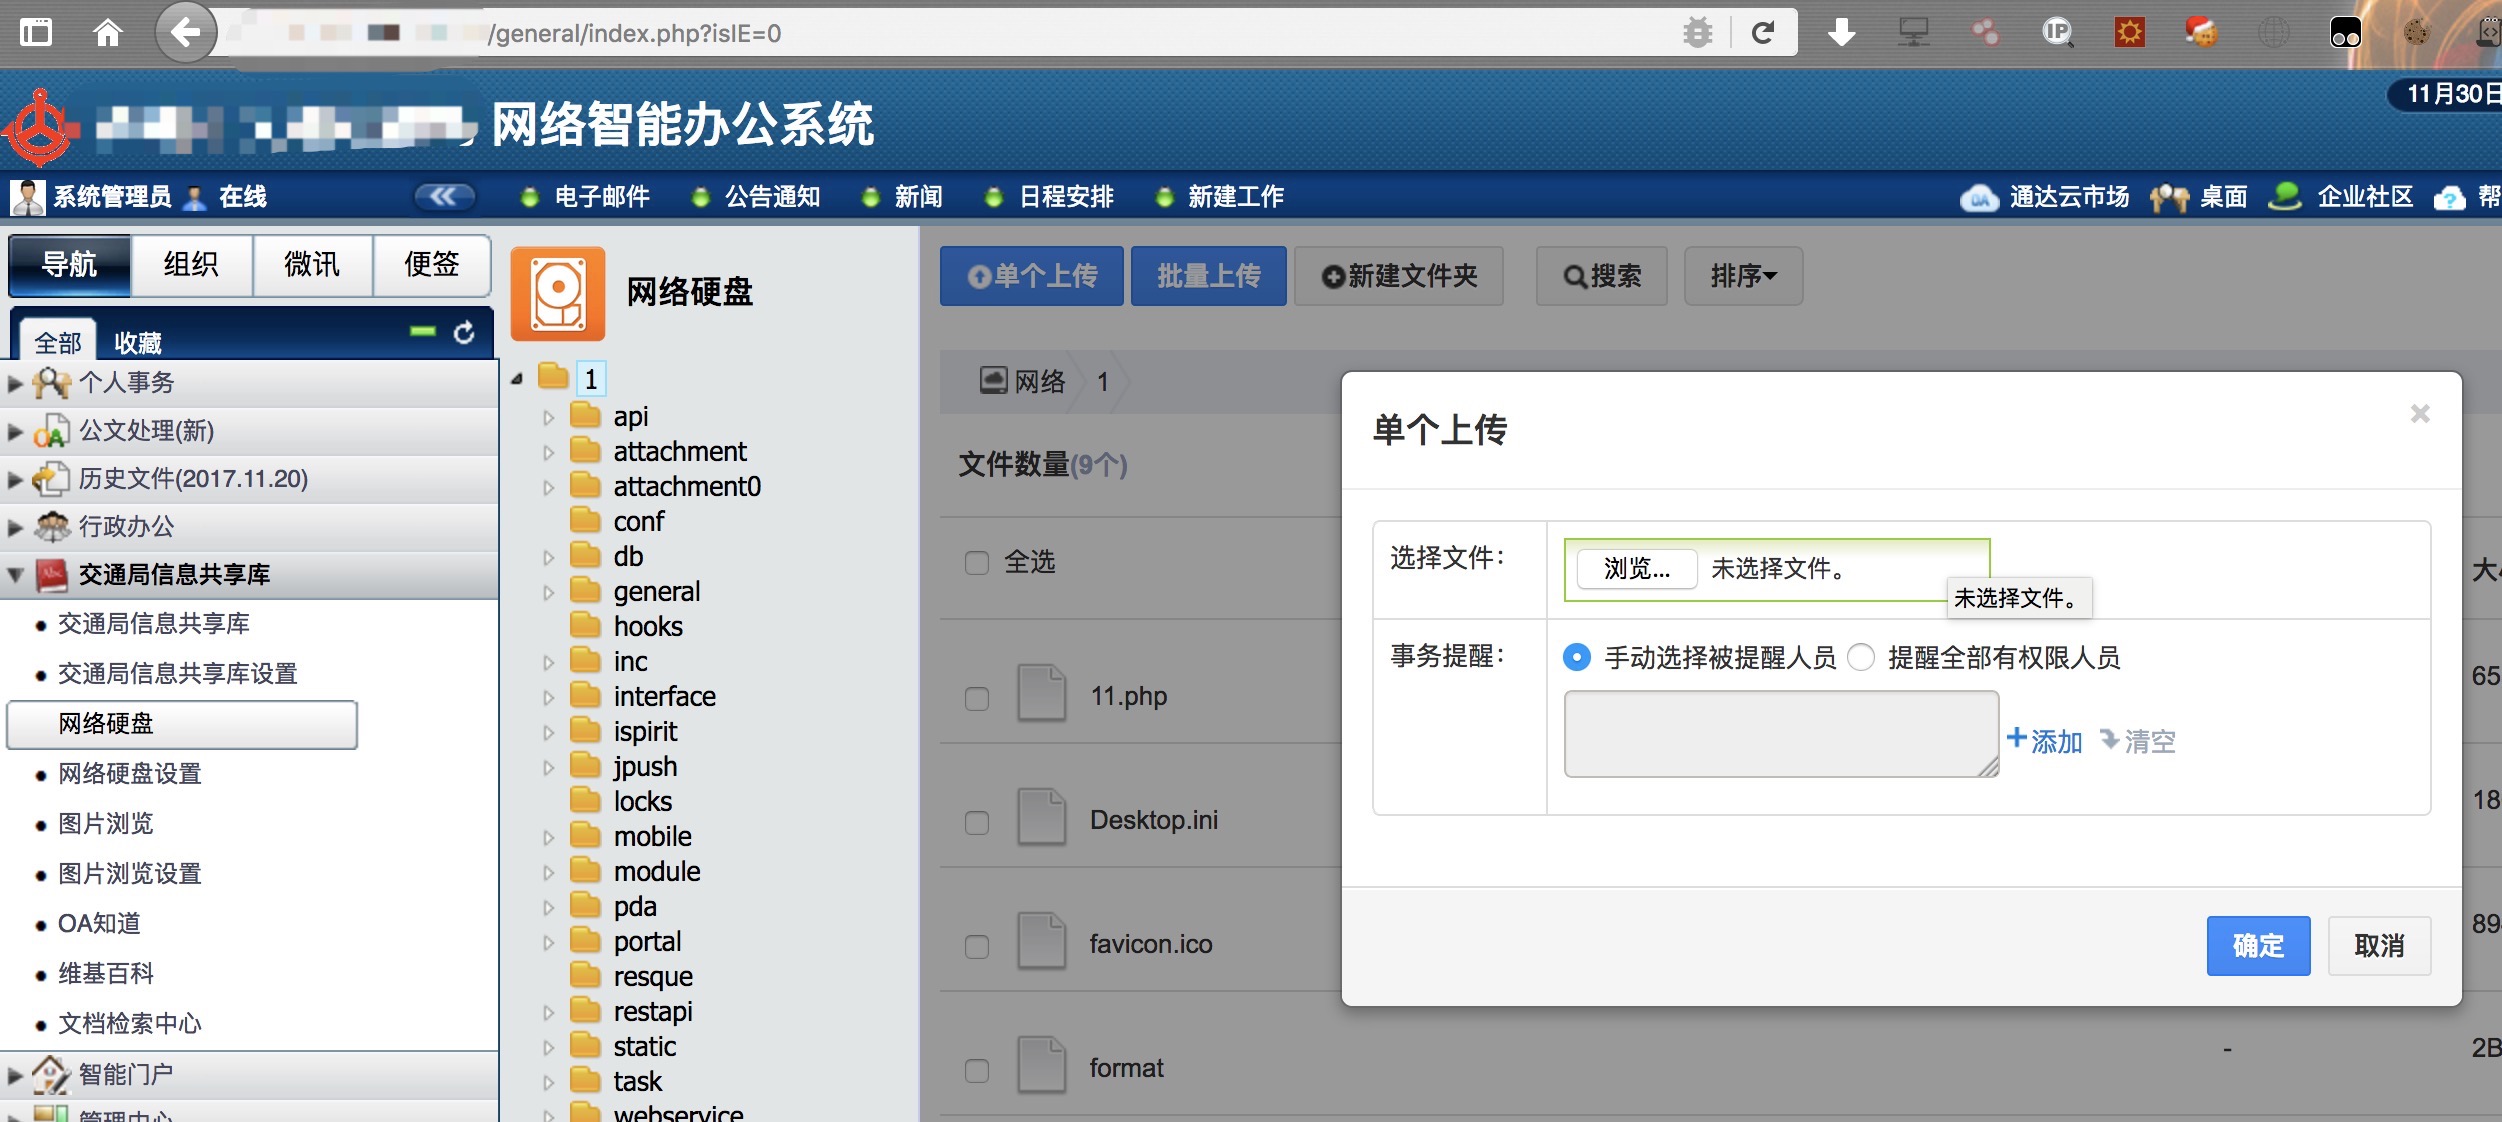 /general/index.php?isIE=0
网络智能办公系统
11月30日
系统管理员 在线
电子邮件 公告通知 新闻 日程安排 新建工作
通达云市场 桌面 企业社区 帮
导航 组织 微讯 便签
全部 收藏
个人事务
公文处理(新)
历史文件(2017.11.20)
行政办公
交通局信息共享库
交通局信息共享库
交通局信息共享库设置
网络硬盘
网络硬盘设置
图片浏览
图片浏览设置
OA知道
维基百科
文档检索中心
智能门户
管理中心
网络硬盘
1
api
attachment
attachment0
conf
db
general
hooks
inc
interface
ispirit
jpush
locks
mobile
module
pda
portal
resque
restapi
static
task
webservice
单个上传 批量上传 新建文件夹 搜索 排序
网络 1
文件数量(9个)
全选
11.php
Desktop.ini
favicon.ico
format
-
2B
65
18
89
单个上传
×
选择文件：
浏览... 未选择文件。
未选择文件。
事务提醒：
手动选择被提醒人员 提醒全部有权限人员
添加 清空
确定 取消